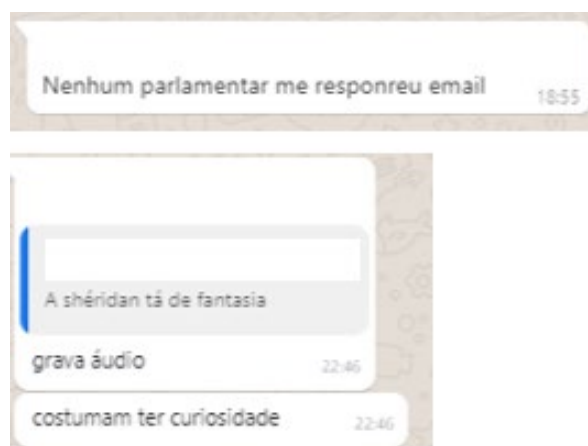 Nenhum parlamentar me responreu email
18:55
A shéridan tá de fantasia
grava áudio
22:46
costumam ter curiosidade
22:46